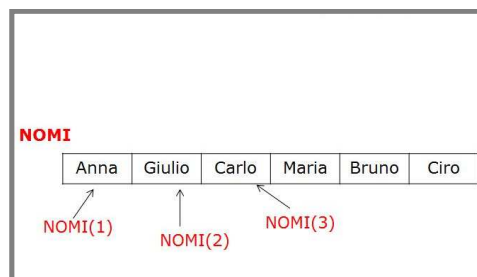 NOMI
Anna Giulio Carlo Maria Bruno Ciro
NOMI(1)
NOMI(2)
NOMI(3)